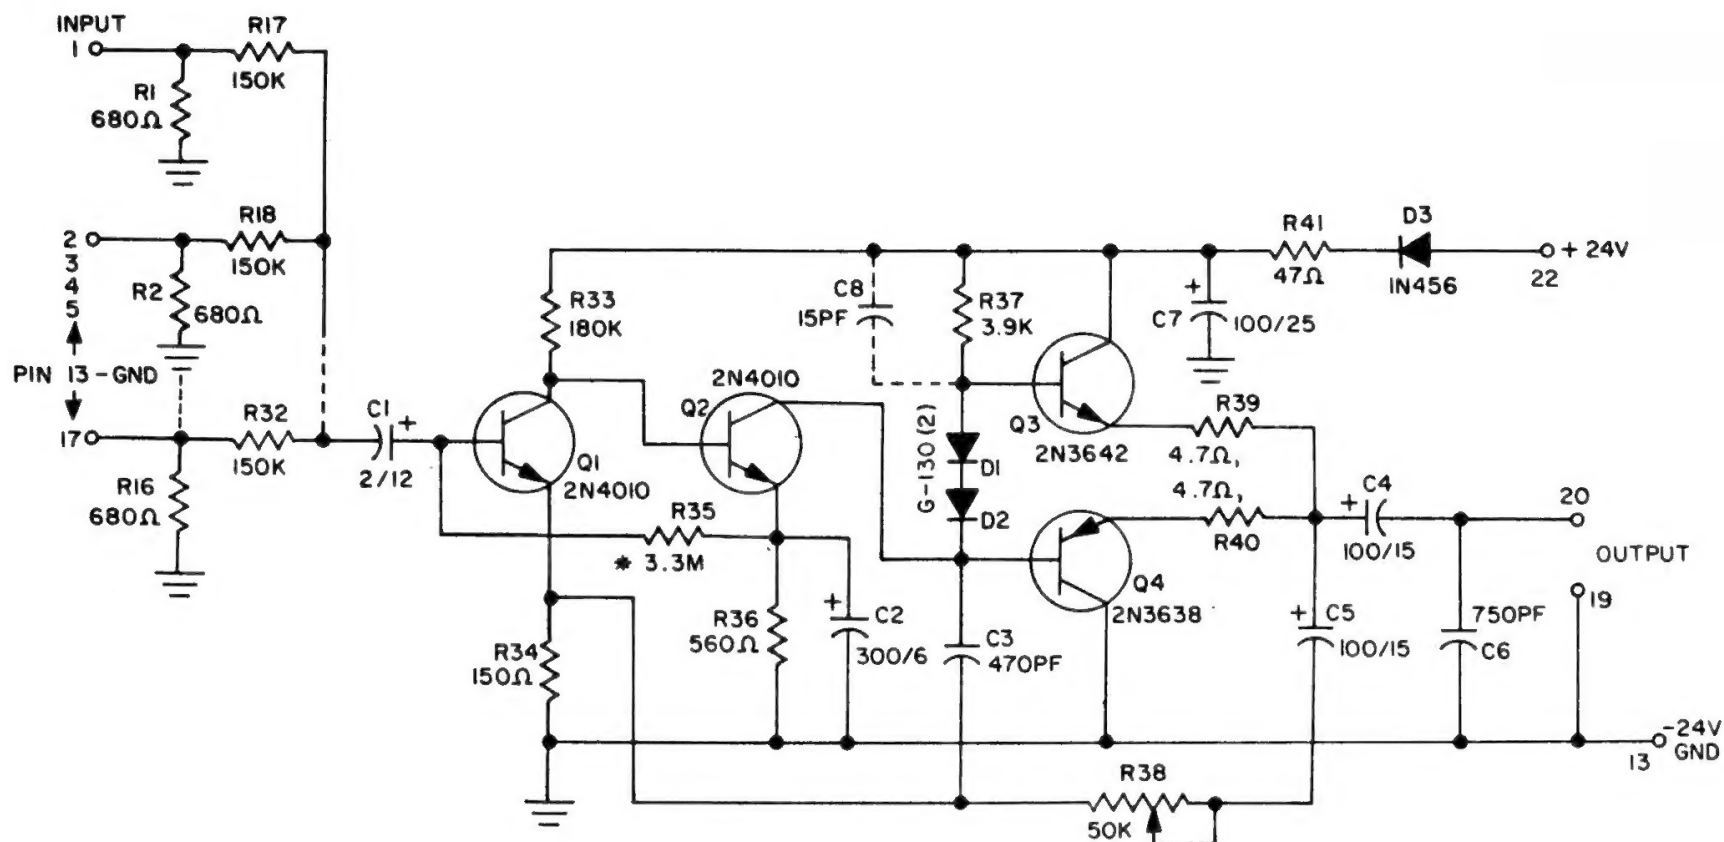 INPUT
1
R17
150K
R1
680Ω
2
3
4
5
R18
150K
R2
680Ω
PIN 13-GND
17
R32
150K
R16
680Ω
C1
+
2/12
R33
180K
Q1
2N4010
2N4010
Q2
R35
* 3.3M
R34
150Ω
R36
560Ω
+
C2
300/6
C8
15PF
R37
3.9K
G-130 (2)
D1
D2
C3
470PF
Q3
2N3642
Q4
2N3638
R39
4.7Ω,
4.7Ω,
R40
+
C7
100/25
R41
47Ω
D3
1N456
+ 24V
22
+
C4
100/15
+
C5
100/15
20
OUTPUT
19
750PF
C6
-24V
GND
13
R38
50K